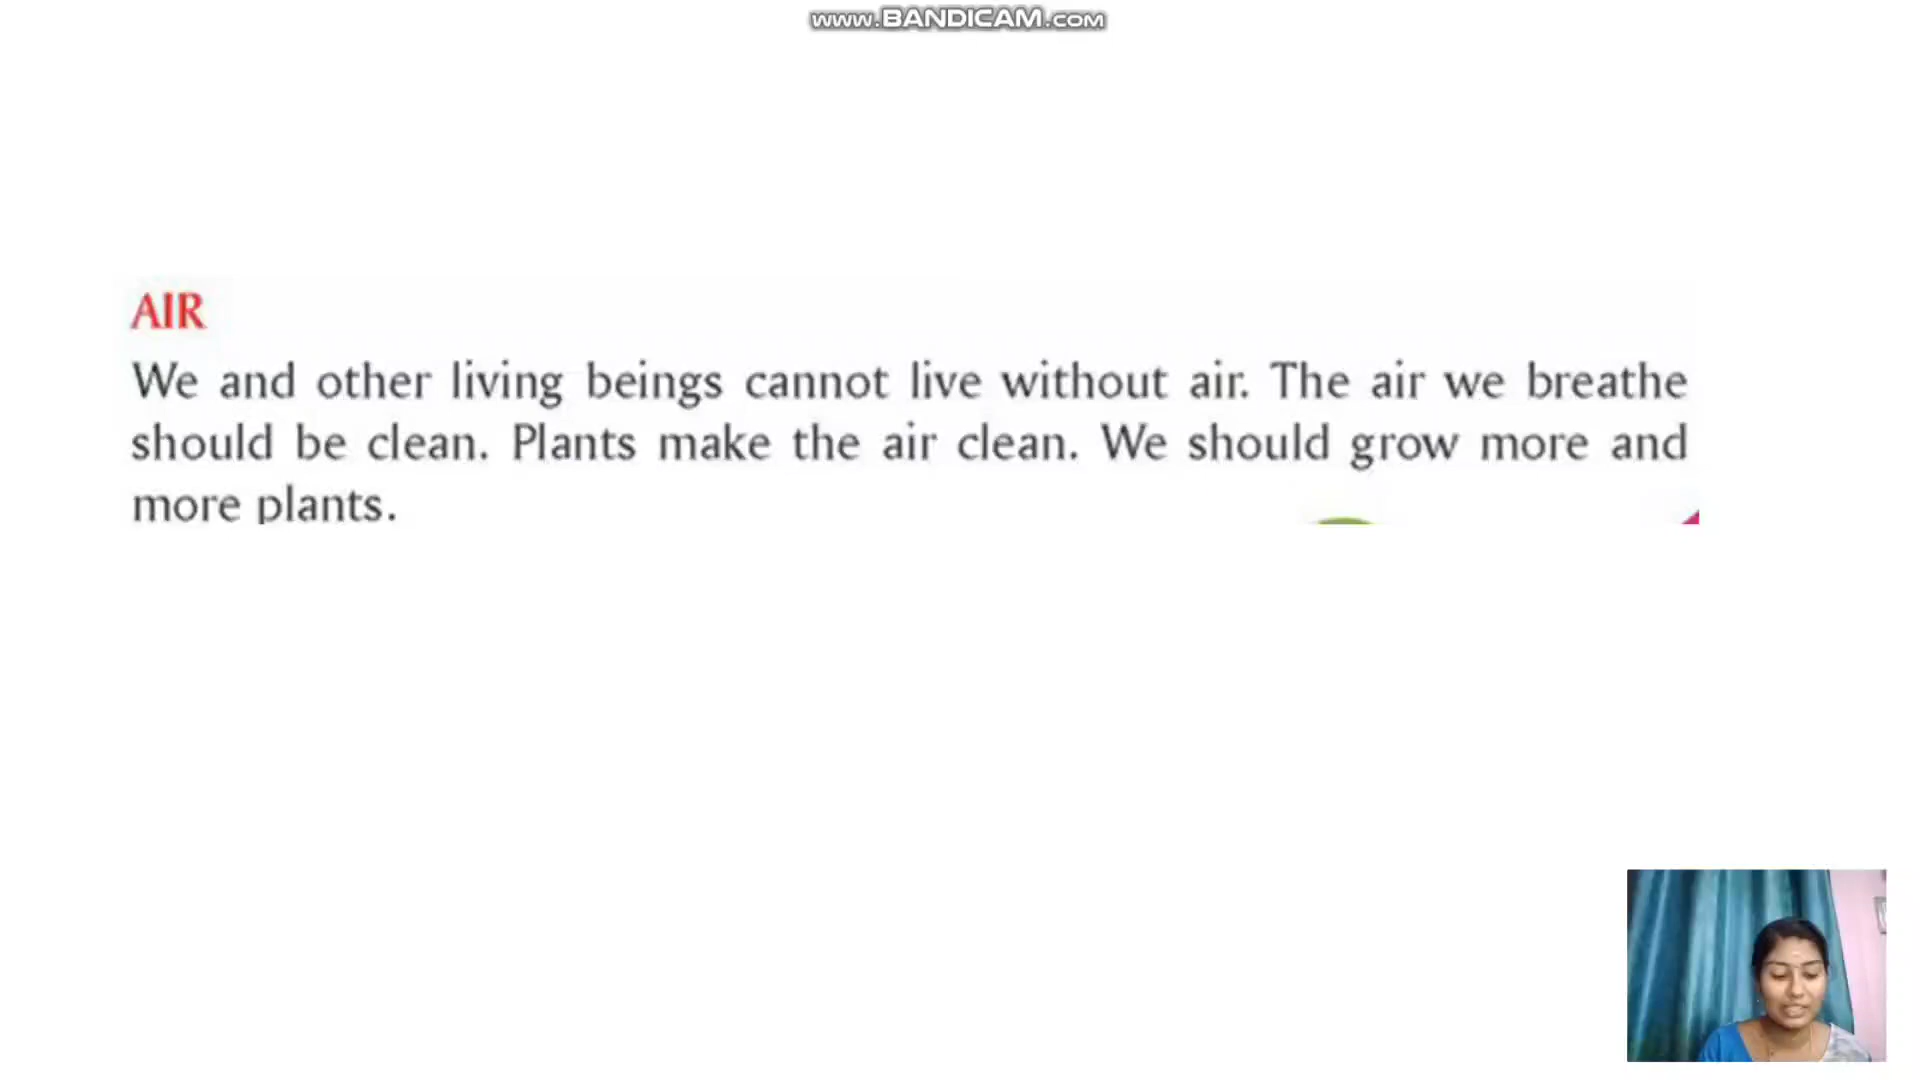 www.BANDICAM.com
AIR
We and other living beings cannot live without air. The air we breathe
should be clean. Plants make the air clean. We should grow more and
more plants.